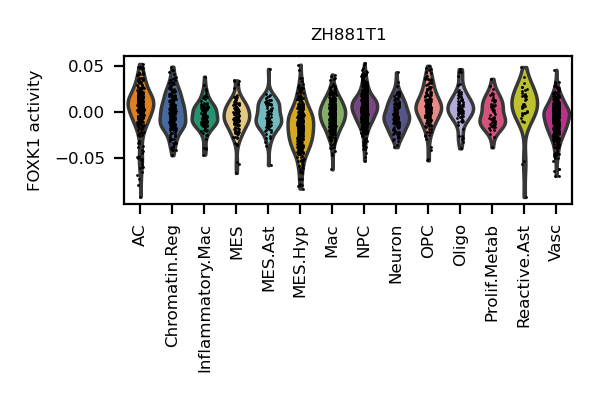 ZH881T1
FOXK1 activity
0.05
0.00
−0.05
AC
Chromatin.Reg
Inflammatory.Mac
MES
MES.Ast
MES.Hyp
Mac
NPC
Neuron
OPC
Oligo
Prolif.Metab
Reactive.Ast
Vasc